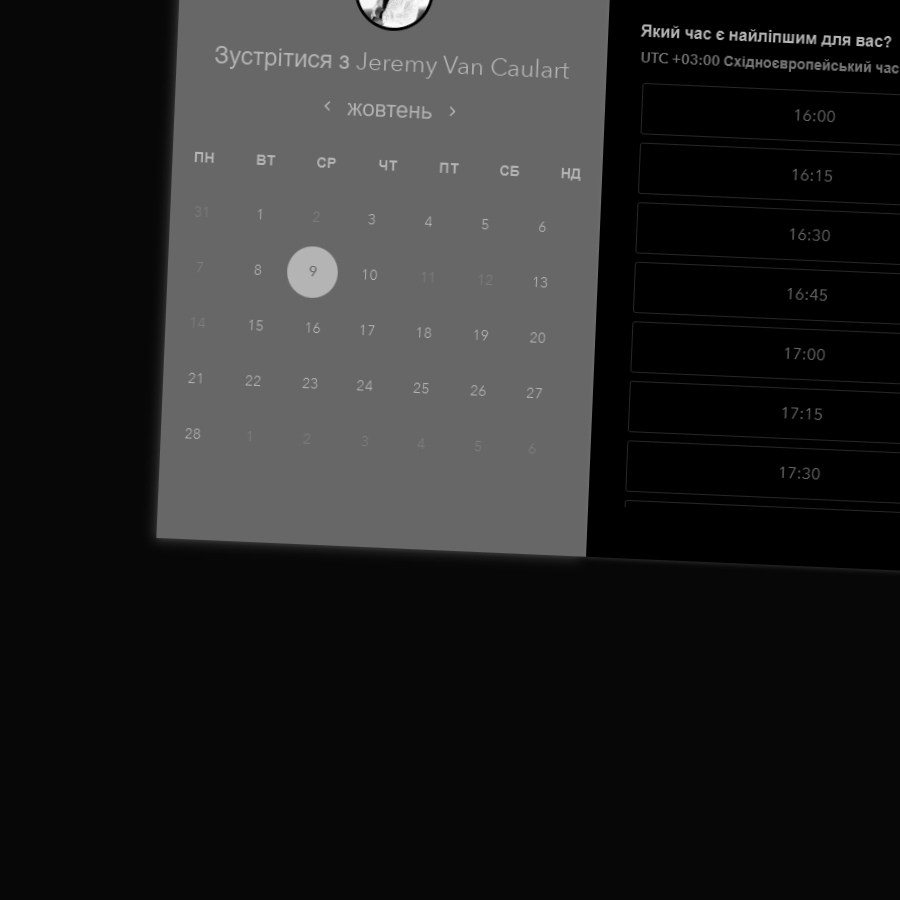 Зустрітися з Jeremy Van Caulart
жовтень
ПН ВТ СР ЧТ ПТ СБ НД
31 1 2 3 4 5 6
7 8 9 10 11 12 13
14 15 16 17 18 19 20
21 22 23 24 25 26 27
28 1 2 3 4 5 6
Який час є найліпшим для вас?
UTC +03:00 Східноєвропейський час
16:00
16:15
16:30
16:45
17:00
17:15
17:30